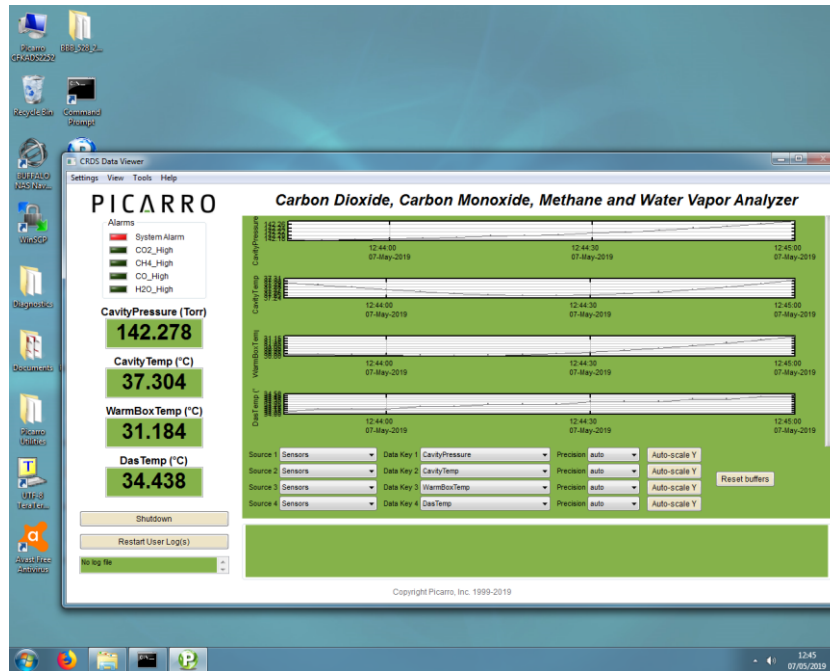 Recycle Bin
Command
Prompt
WinSCP
Diagnostics
Documents
Picarro
Utilities
UTF-8
TeraTer...
Avast Free
Antivirus
CRDS Data Viewer
Settings View Tools Help
PICARRO
Carbon Dioxide, Carbon Monoxide, Methane and Water Vapor Analyzer
Alarms
System Alarm
CO2_High
CH4_High
CO_High
H2O_High
CavityPressure (Torr)
142.278
CavityTemp (°C)
37.304
WarmBoxTemp (°C)
31.184
DasTemp (°C)
34.438
Shutdown
Restart User Log(s)
No log file
CavityPressure
12:44:00 12:44:30 12:45:00
07-May-2019 07-May-2019 07-May-2019
CavityTemp
12:44:00 12:44:30 12:45:00
07-May-2019 07-May-2019 07-May-2019
WarmBoxTemp
12:44:00 12:44:30 12:45:00
07-May-2019 07-May-2019 07-May-2019
DasTemp (°
12:44:00 12:44:30 12:45:00
07-May-2019 07-May-2019 07-May-2019
Source 1 Sensors Data Key 1 CavityPressure Precision auto Auto-scale Y
Source 2 Sensors Data Key 2 CavityTemp Precision auto Auto-scale Y
Source 3 Sensors Data Key 3 WarmBoxTemp Precision auto Auto-scale Y
Source 4 Sensors Data Key 4 DasTemp Precision auto Auto-scale Y
Reset buffers
Copyright Picarro, Inc. 1999-2019
12:45
07/05/2019